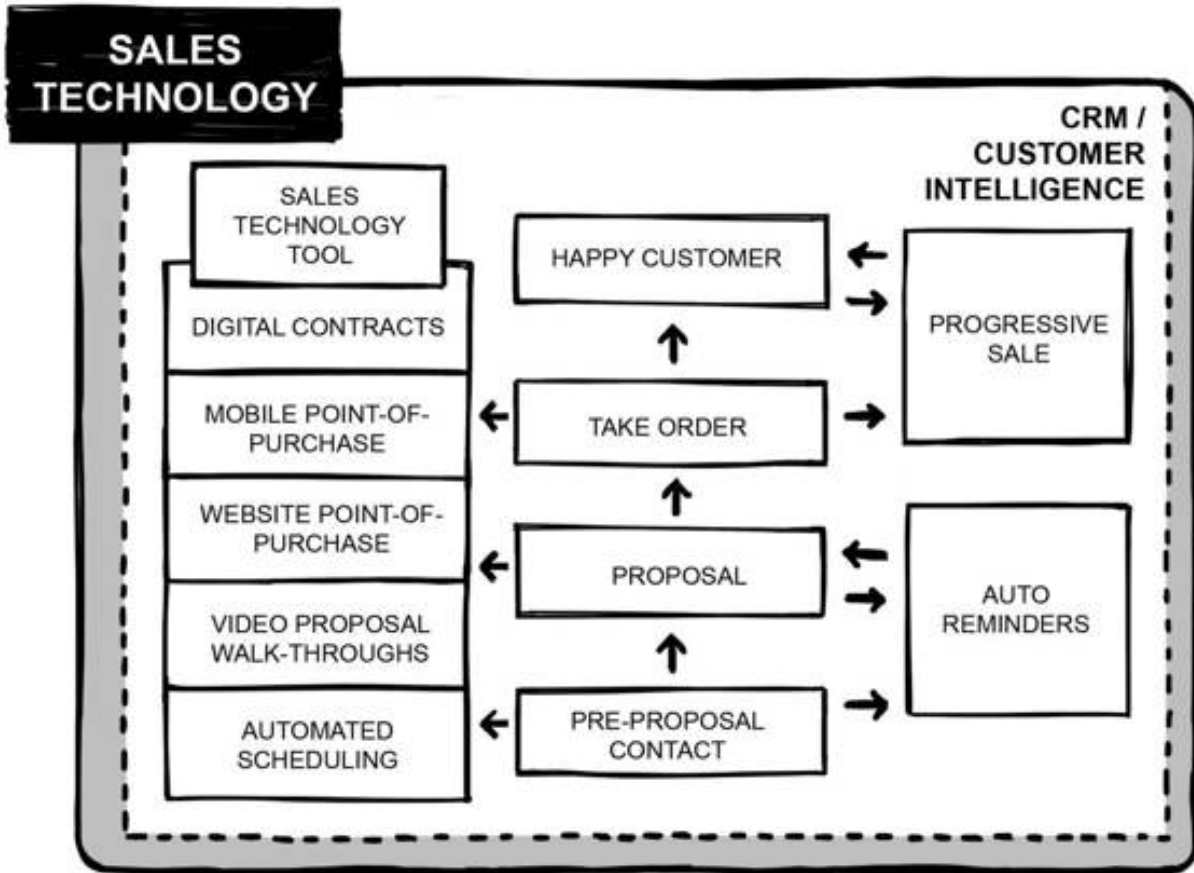 SALES
TECHNOLOGY
CRM /
CUSTOMER
INTELLIGENCE
SALES
TECHNOLOGY
TOOL
DIGITAL CONTRACTS
MOBILE POINT-OF-
PURCHASE
WEBSITE POINT-OF-
PURCHASE
VIDEO PROPOSAL
WALK-THROUGHS
AUTOMATED
SCHEDULING
HAPPY CUSTOMER
TAKE ORDER
PROPOSAL
PRE-PROPOSAL
CONTACT
PROGRESSIVE
SALE
AUTO
REMINDERS